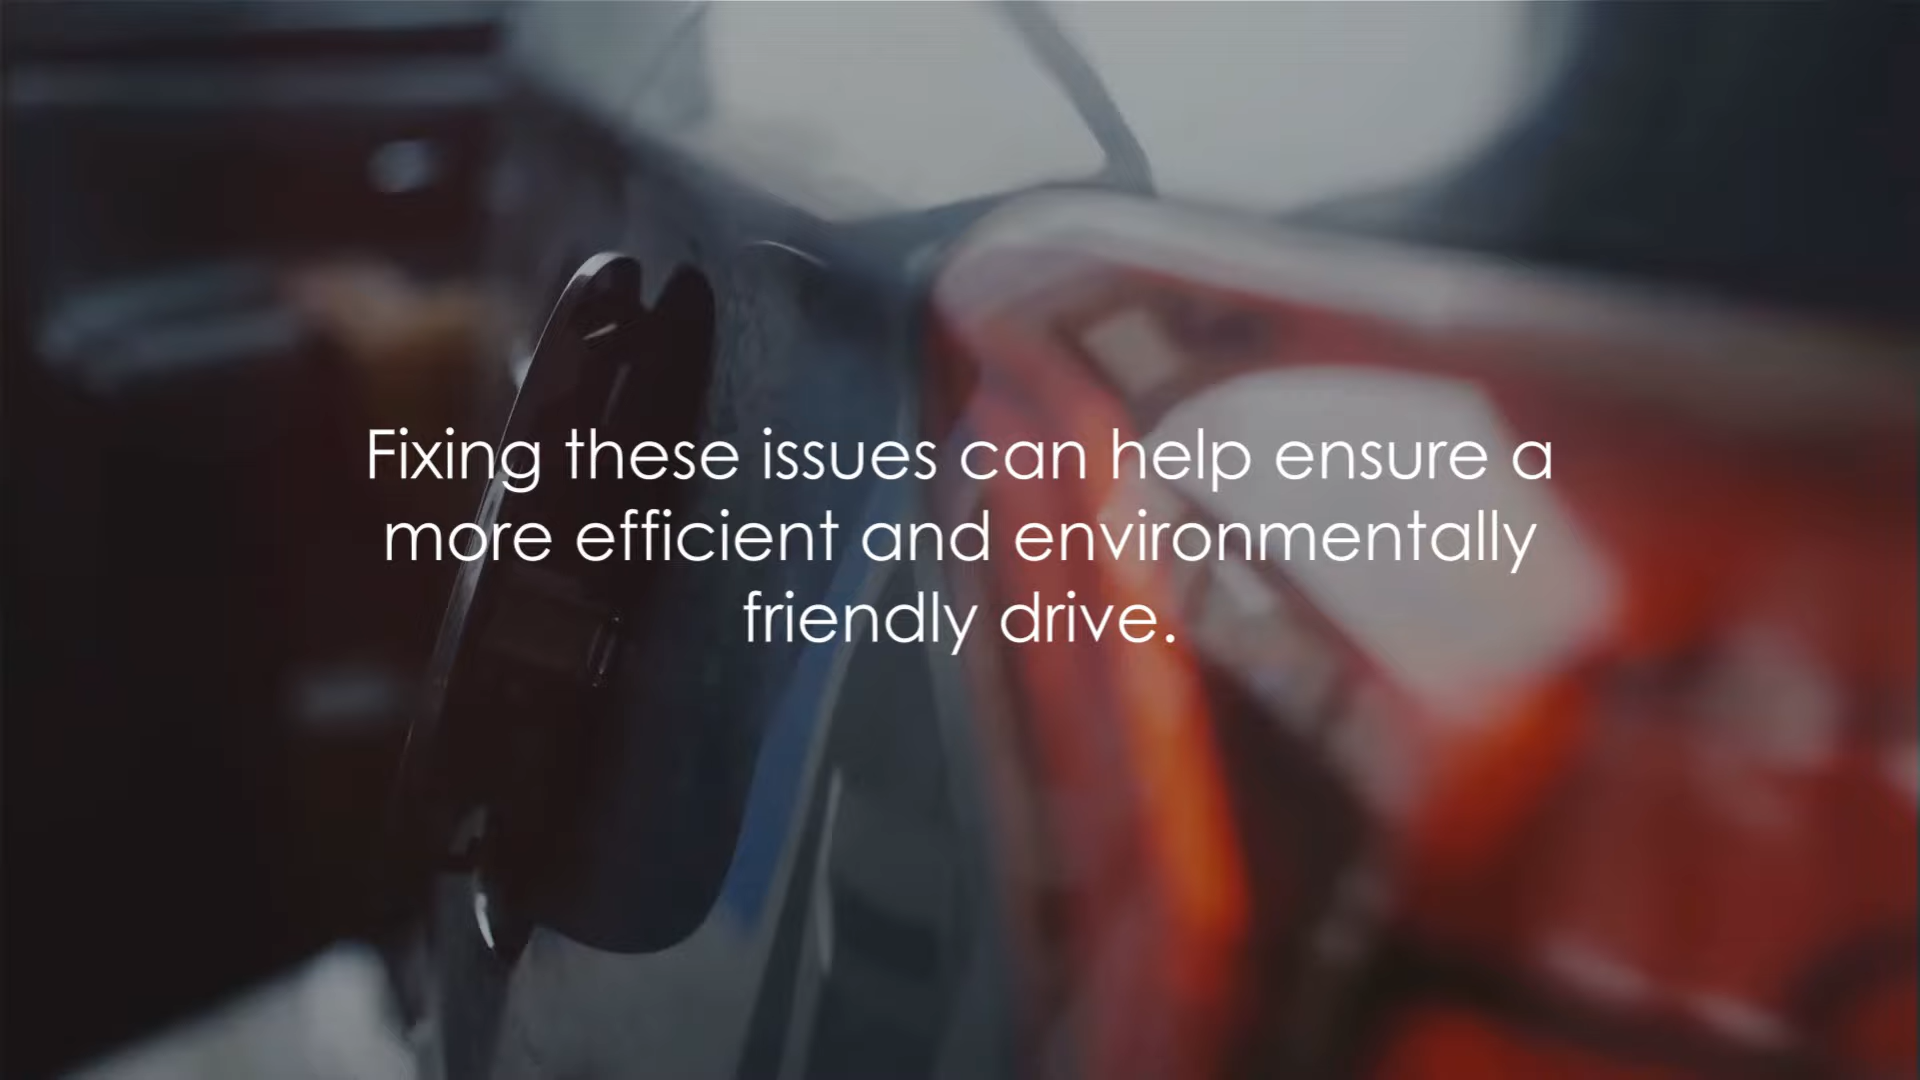 Fixing these issues can help ensure a
more efficient and environmentally
friendly drive.